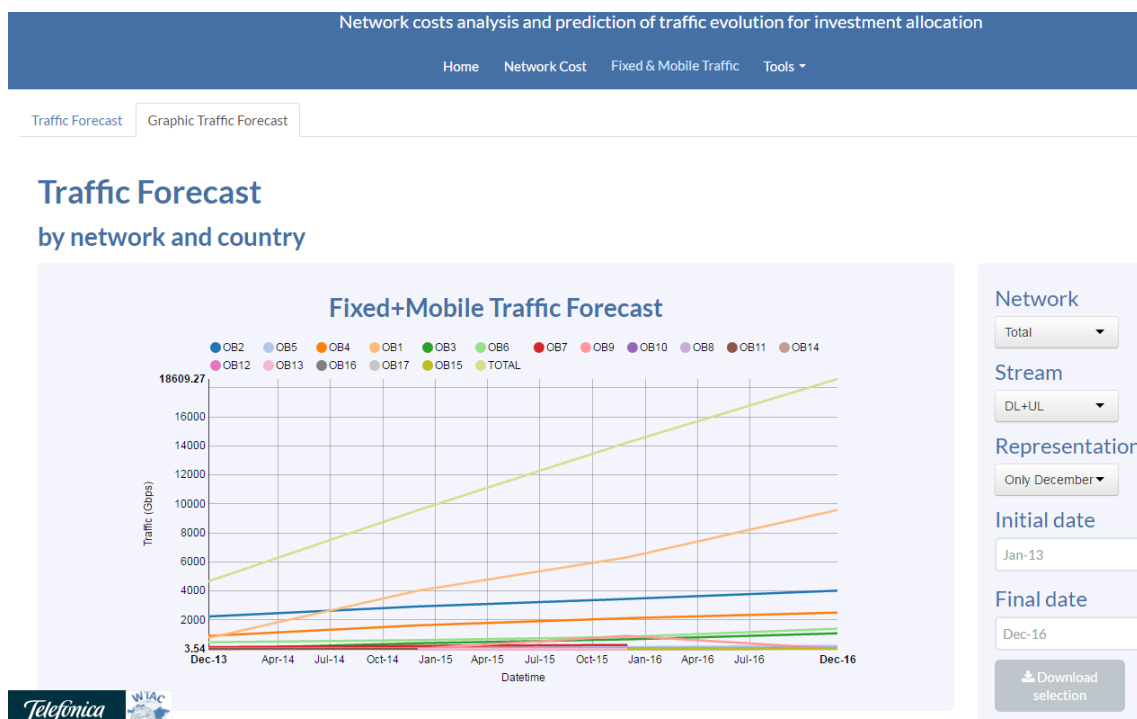 Network costs analysis and prediction of traffic evolution for investment allocation
Home Network Cost Fixed & Mobile Traffic Tools
Traffic Forecast Graphic Traffic Forecast
Traffic Forecast
by network and country
Fixed+Mobile Traffic Forecast
OB2 OB5 OB4 OB1 OB3 OB6 OB7 OB9 OB10 OB8 OB11 OB14
OB12 OB13 OB16 OB17 OB15 TOTAL
18609.27
16000
14000
12000
10000
8000
6000
4000
2000
3.54
Traffic (Gbps)
Dec-13 Apr-14 Jul-14 Oct-14 Jan-15 Apr-15 Jul-15 Oct-15 Jan-16 Apr-16 Jul-16 Dec-16
Datetime
Network
Total
Stream
DL+UL
Representation
Only December
Initial date
Jan-13
Final date
Dec-16
Download
selection
Telefónica WTAC